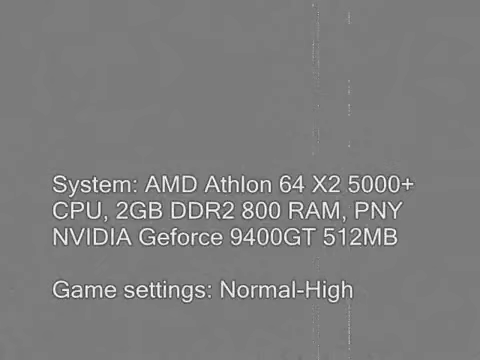 System: AMD Athlon 64 X2 5000+
CPU, 2GB DDR2 800 RAM, PNY
NVIDIA Geforce 9400GT 512MB
Game settings: Normal-High